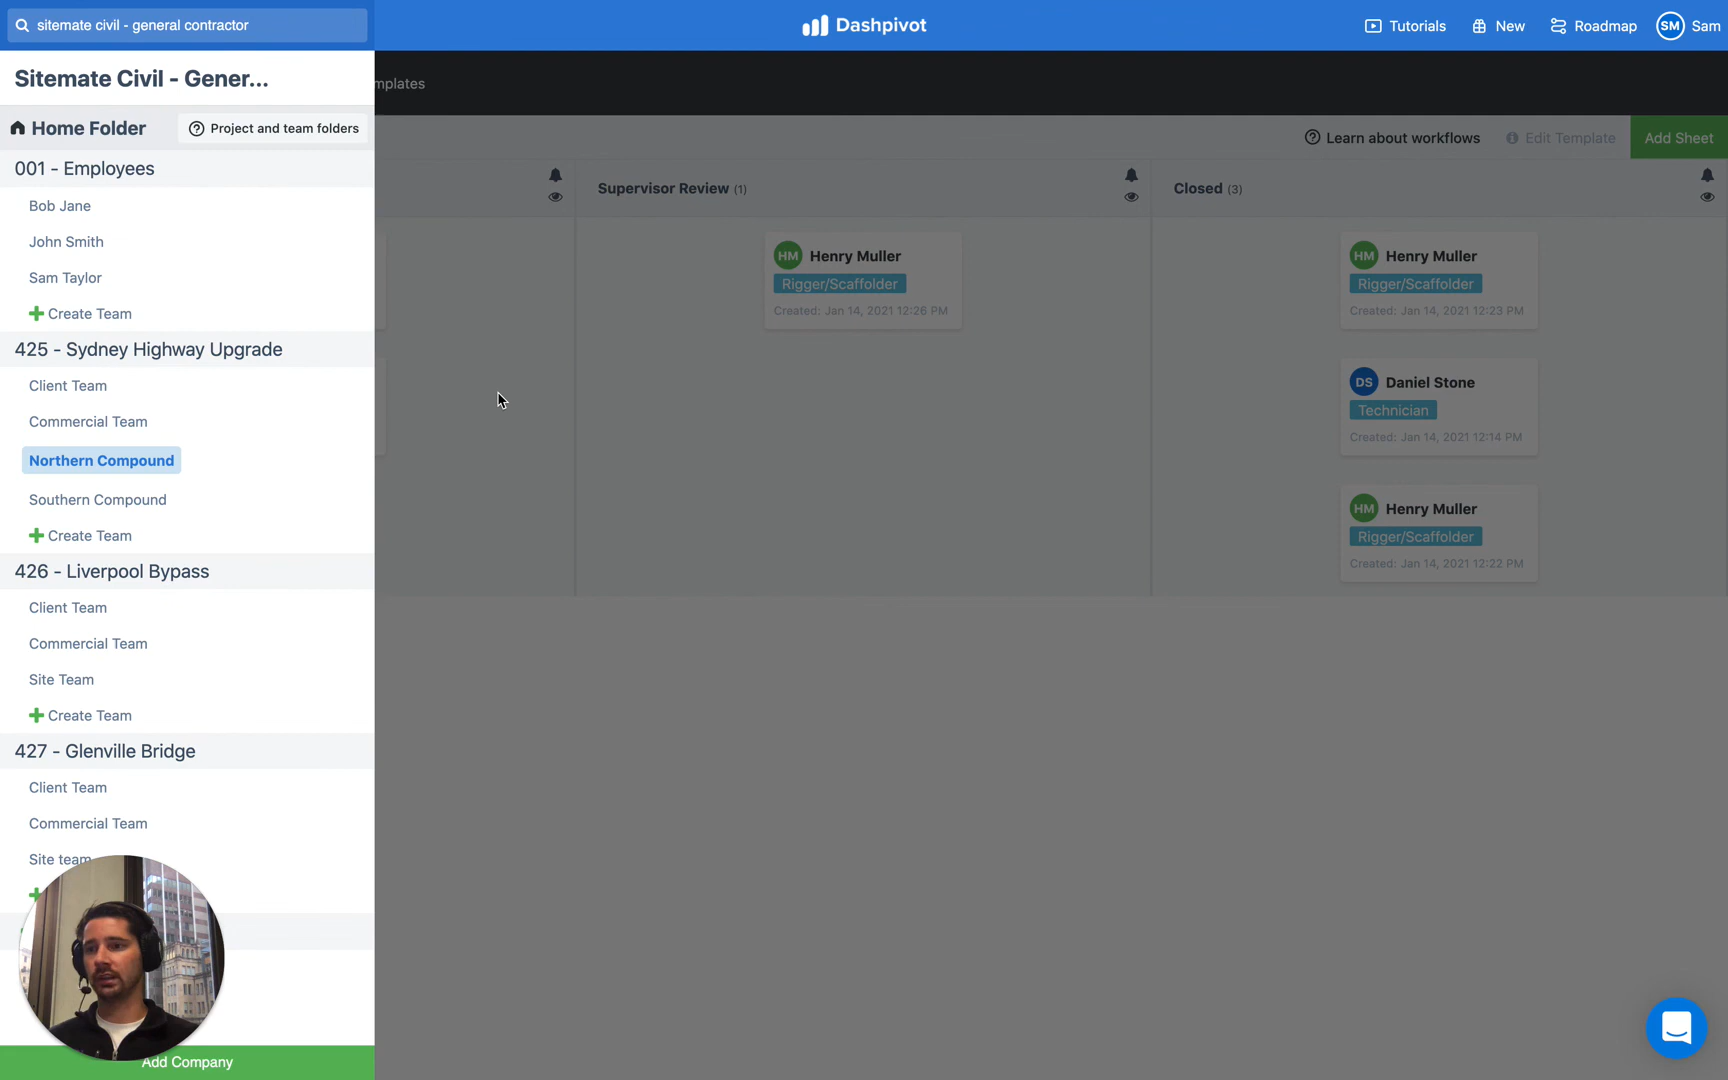 sitemate civil - general contractor
Dashpivot
Tutorials
New
Roadmap
SM
Sam
Sitemate Civil - Gener...
mplates
Home Folder
Project and team folders
Learn about workflows
Edit Template
Add Sheet
001 - Employees
Bob Jane
John Smith
Sam Taylor
Create Team
425 - Sydney Highway Upgrade
Client Team
Commercial Team
Northern Compound
Southern Compound
Create Team
426 - Liverpool Bypass
Client Team
Commercial Team
Site Team
Create Team
427 - Glenville Bridge
Client Team
Commercial Team
Site team
Add Company
Supervisor Review (1)
HM Henry Muller
Rigger/Scaffolder
Created: Jan 14, 2021 12:26 PM
Closed (3)
HM Henry Muller
Rigger/Scaffolder
Created: Jan 14, 2021 12:23 PM
DS Daniel Stone
Technician
Created: Jan 14, 2021 12:14 PM
HM Henry Muller
Rigger/Scaffolder
Created: Jan 14, 2021 12:22 PM